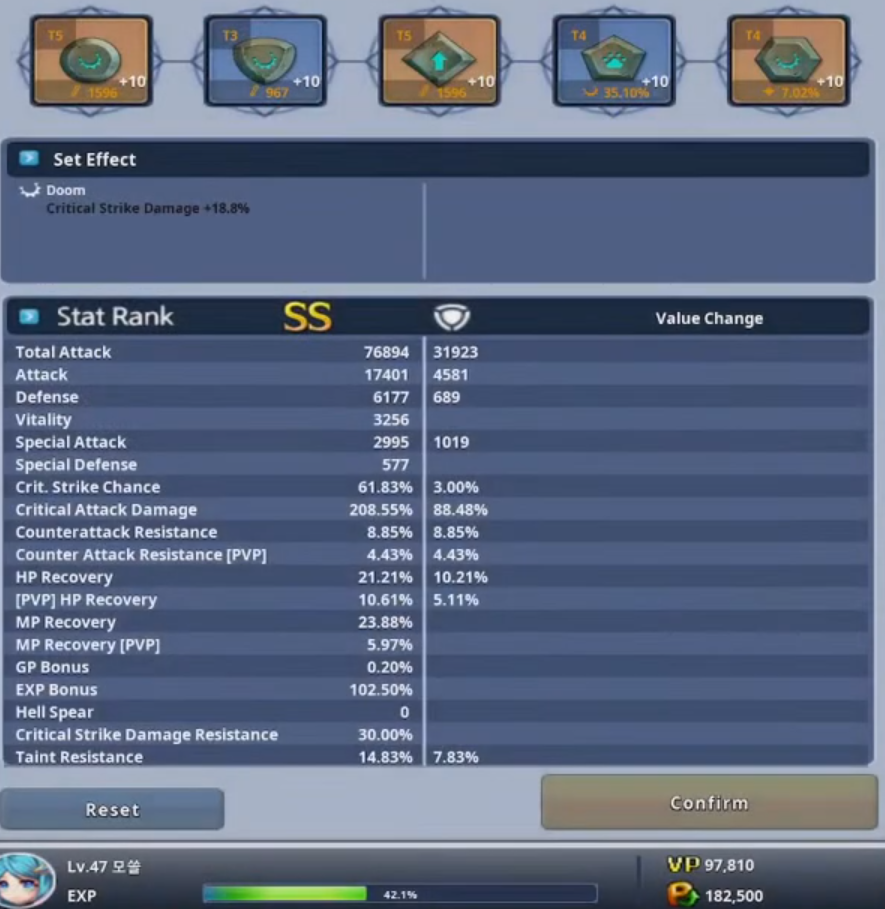 T5 T3 T5 T4 T4
+10 +10 +10 +10 +10
1596 967 1596 35.10% 7.02%
Set Effect
Doom
Critical Strike Damage +18.8%
Stat Rank SS Value Change
Total Attack 76894 31923
Attack 17401 4581
Defense 6177 689
Vitality 3256
Special Attack 2995 1019
Special Defense 577
Crit. Strike Chance 61.83% 3.00%
Critical Attack Damage 208.55% 88.48%
Counterattack Resistance 8.85% 8.85%
Counter Attack Resistance [PVP] 4.43% 4.43%
HP Recovery 21.21% 10.21%
[PVP] HP Recovery 10.61% 5.11%
MP Recovery 23.88%
MP Recovery [PVP] 5.97%
GP Bonus 0.20%
EXP Bonus 102.50%
Hell Spear 0
Critical Strike Damage Resistance 30.00%
Taint Resistance 14.83% 7.83%
Reset Confirm
Lv.47 모쏠 VP 97,810
EXP 42.1% P 182,500